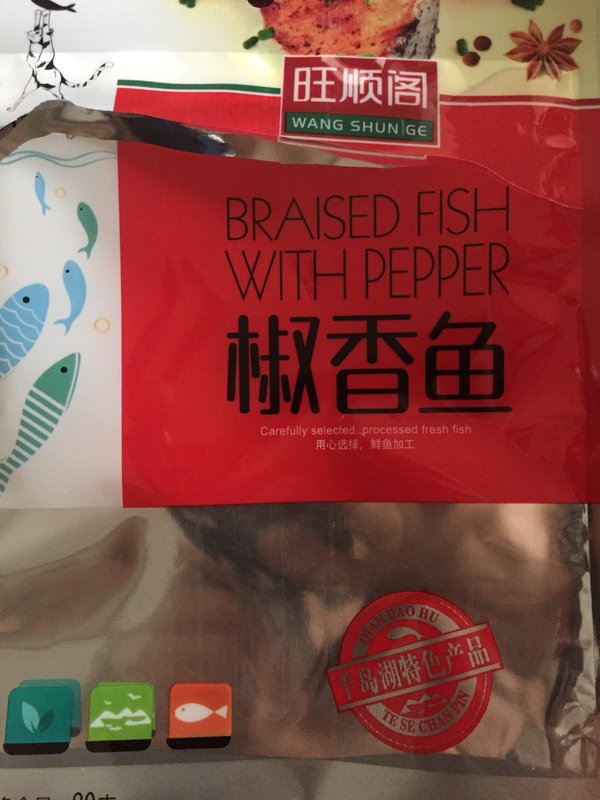 旺顺阁
WANG SHUN GE
BRAISED FISH
WITH PEPPER
椒香鱼
Carefully selected, processed fresh fish
用心选择，鲜鱼加工
QIAN DAO HU
千岛湖特色产品
TE SE CHAN PIN